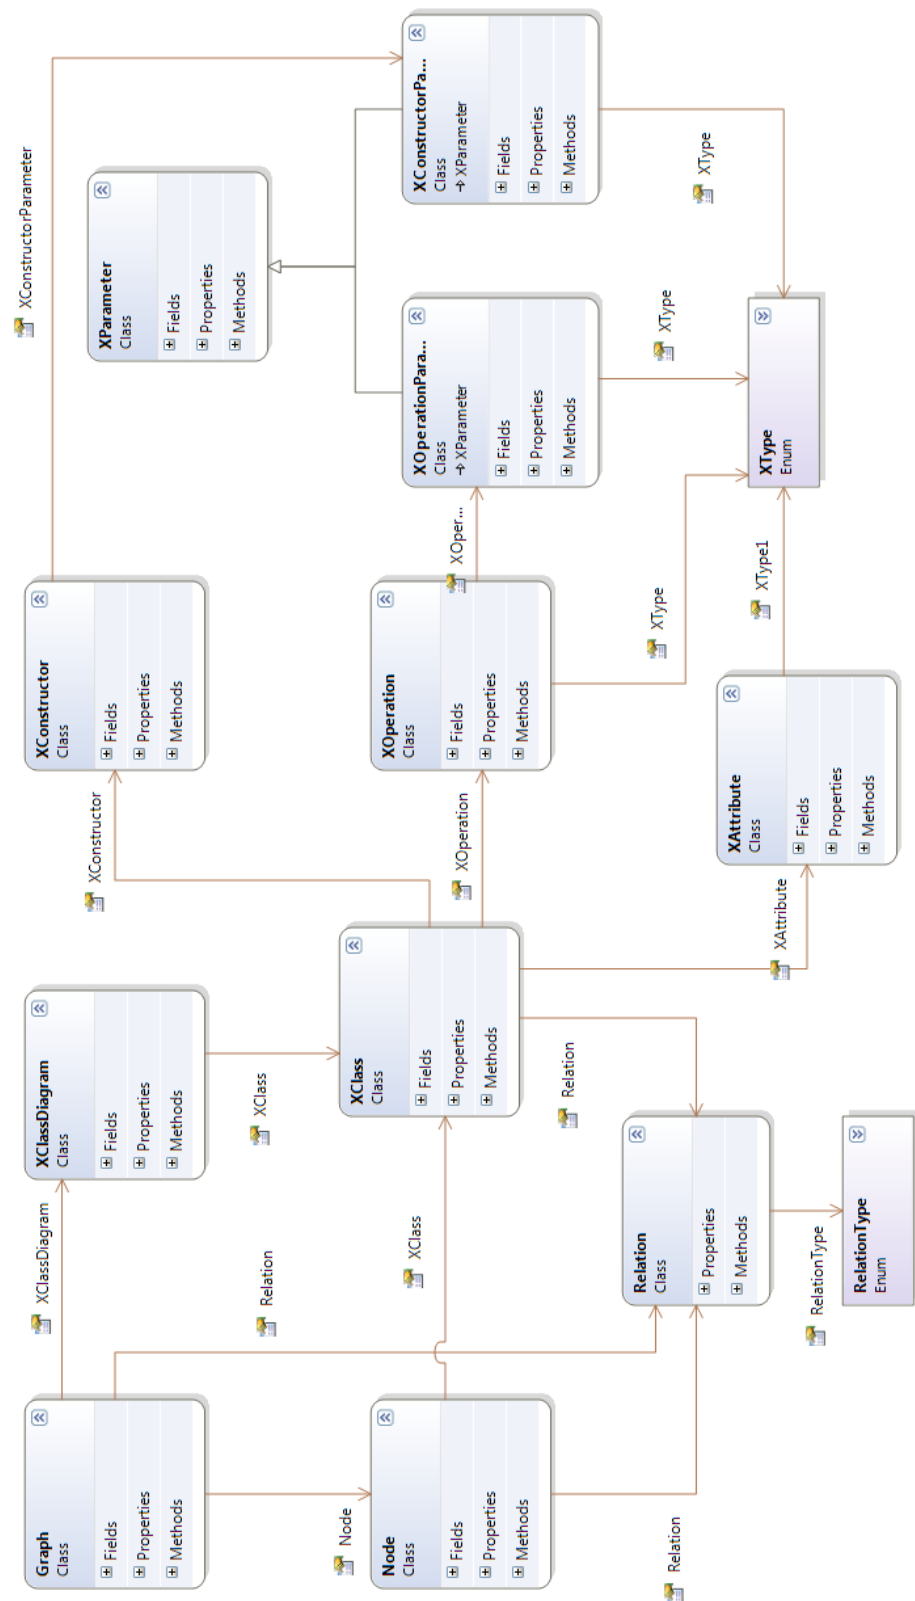 Graph
Class
Fields
Properties
Methods
XClassDiagram
XClassDiagram
Class
Fields
Properties
Methods
XConstructor
XConstructor
Class
Fields
Properties
Methods
XConstructorParameter
XParameter
Class
Fields
Properties
Methods
Relation
XClass
Node
Node
Class
Fields
Properties
Methods
XClass
XClass
Class
Fields
Properties
Methods
XOperation
XOperation
Class
Fields
Properties
Methods
XOper...
XOperationPara...
Class
XParameter
Fields
Properties
Methods
XConstructorPa...
Class
XParameter
Fields
Properties
Methods
Relation
Relation
Relation
Class
Properties
Methods
RelationType
RelationType
Enum
XAttribute
XAttribute
Class
Fields
Properties
Methods
XType
XType
XType
XType1
XType
Enum